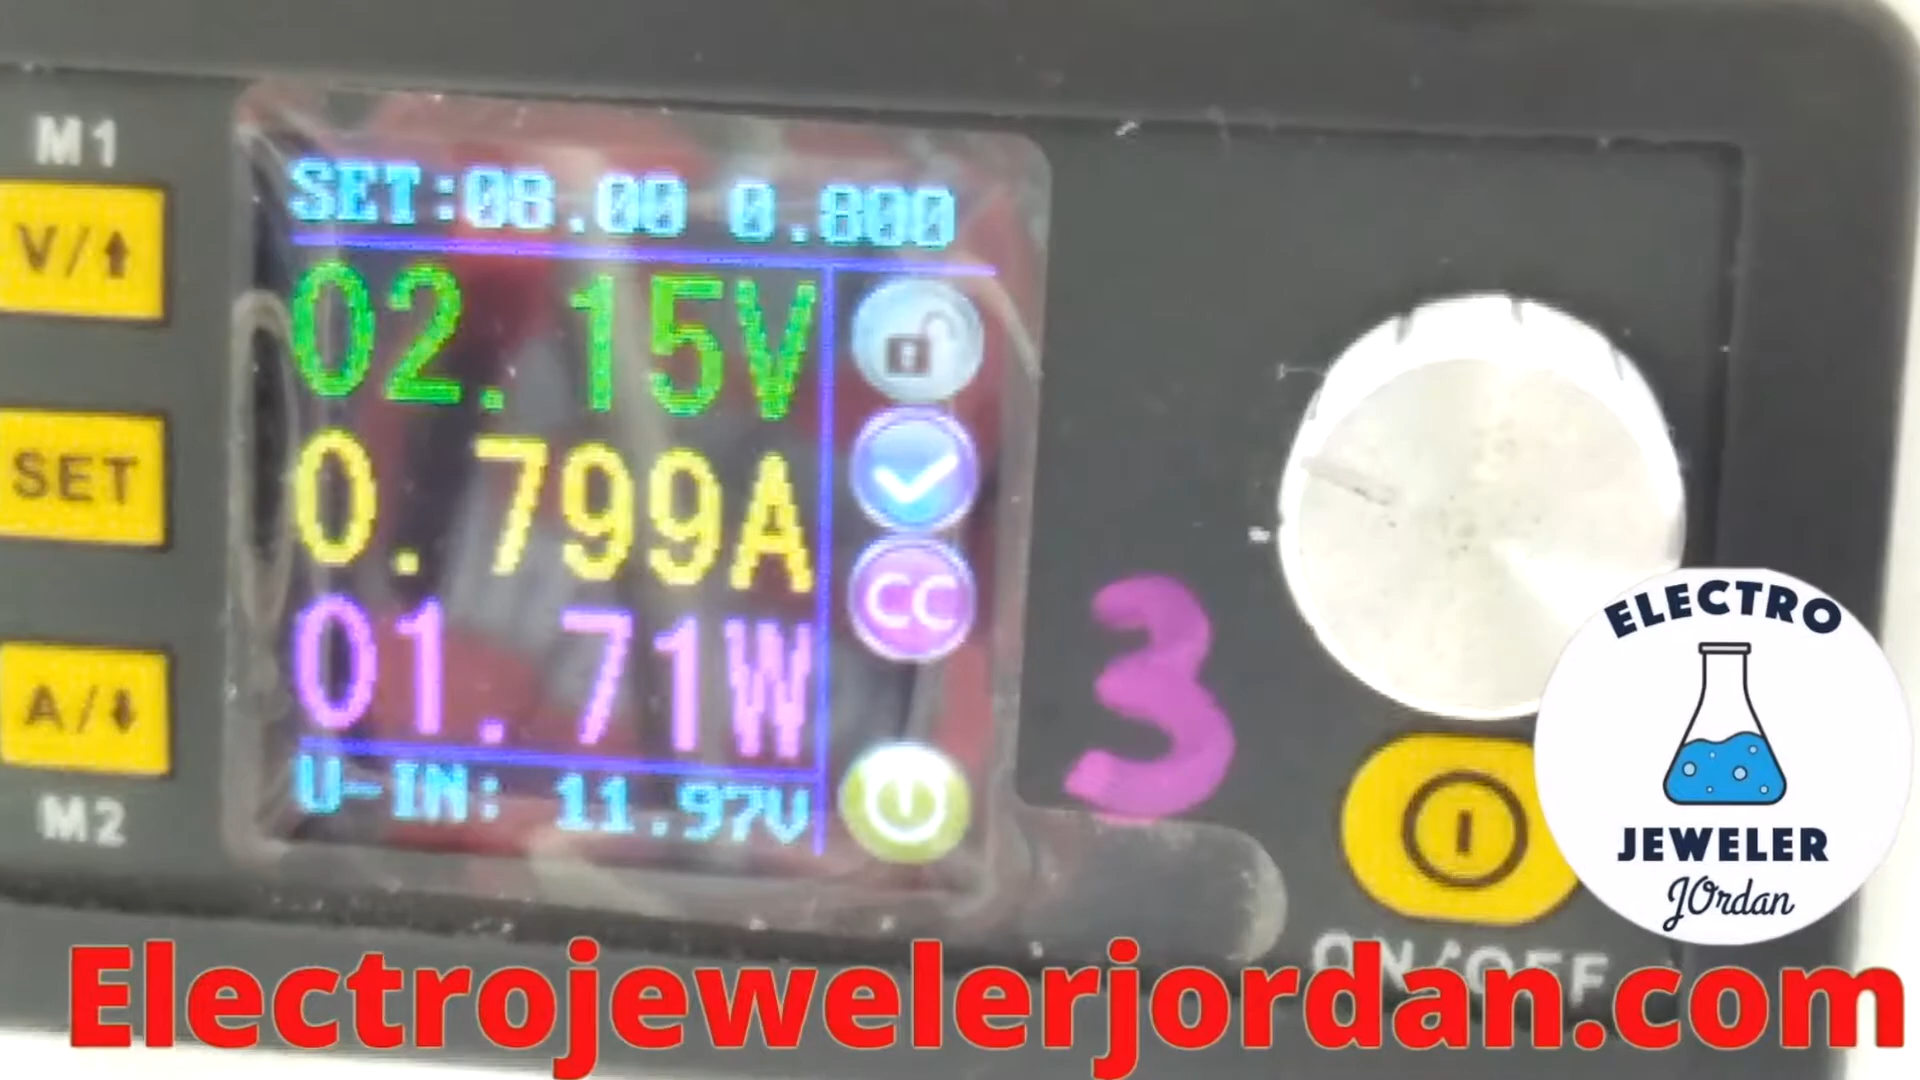 M1
V/↑
SET
A/↓
M2
SET:08.00 0.800
02.15V
0.799A
01.71W
U-IN: 11.97V
CC
3
ON/OFF
ELECTRO
JEWELER
JOrdan
Electrojewelerjordan.com